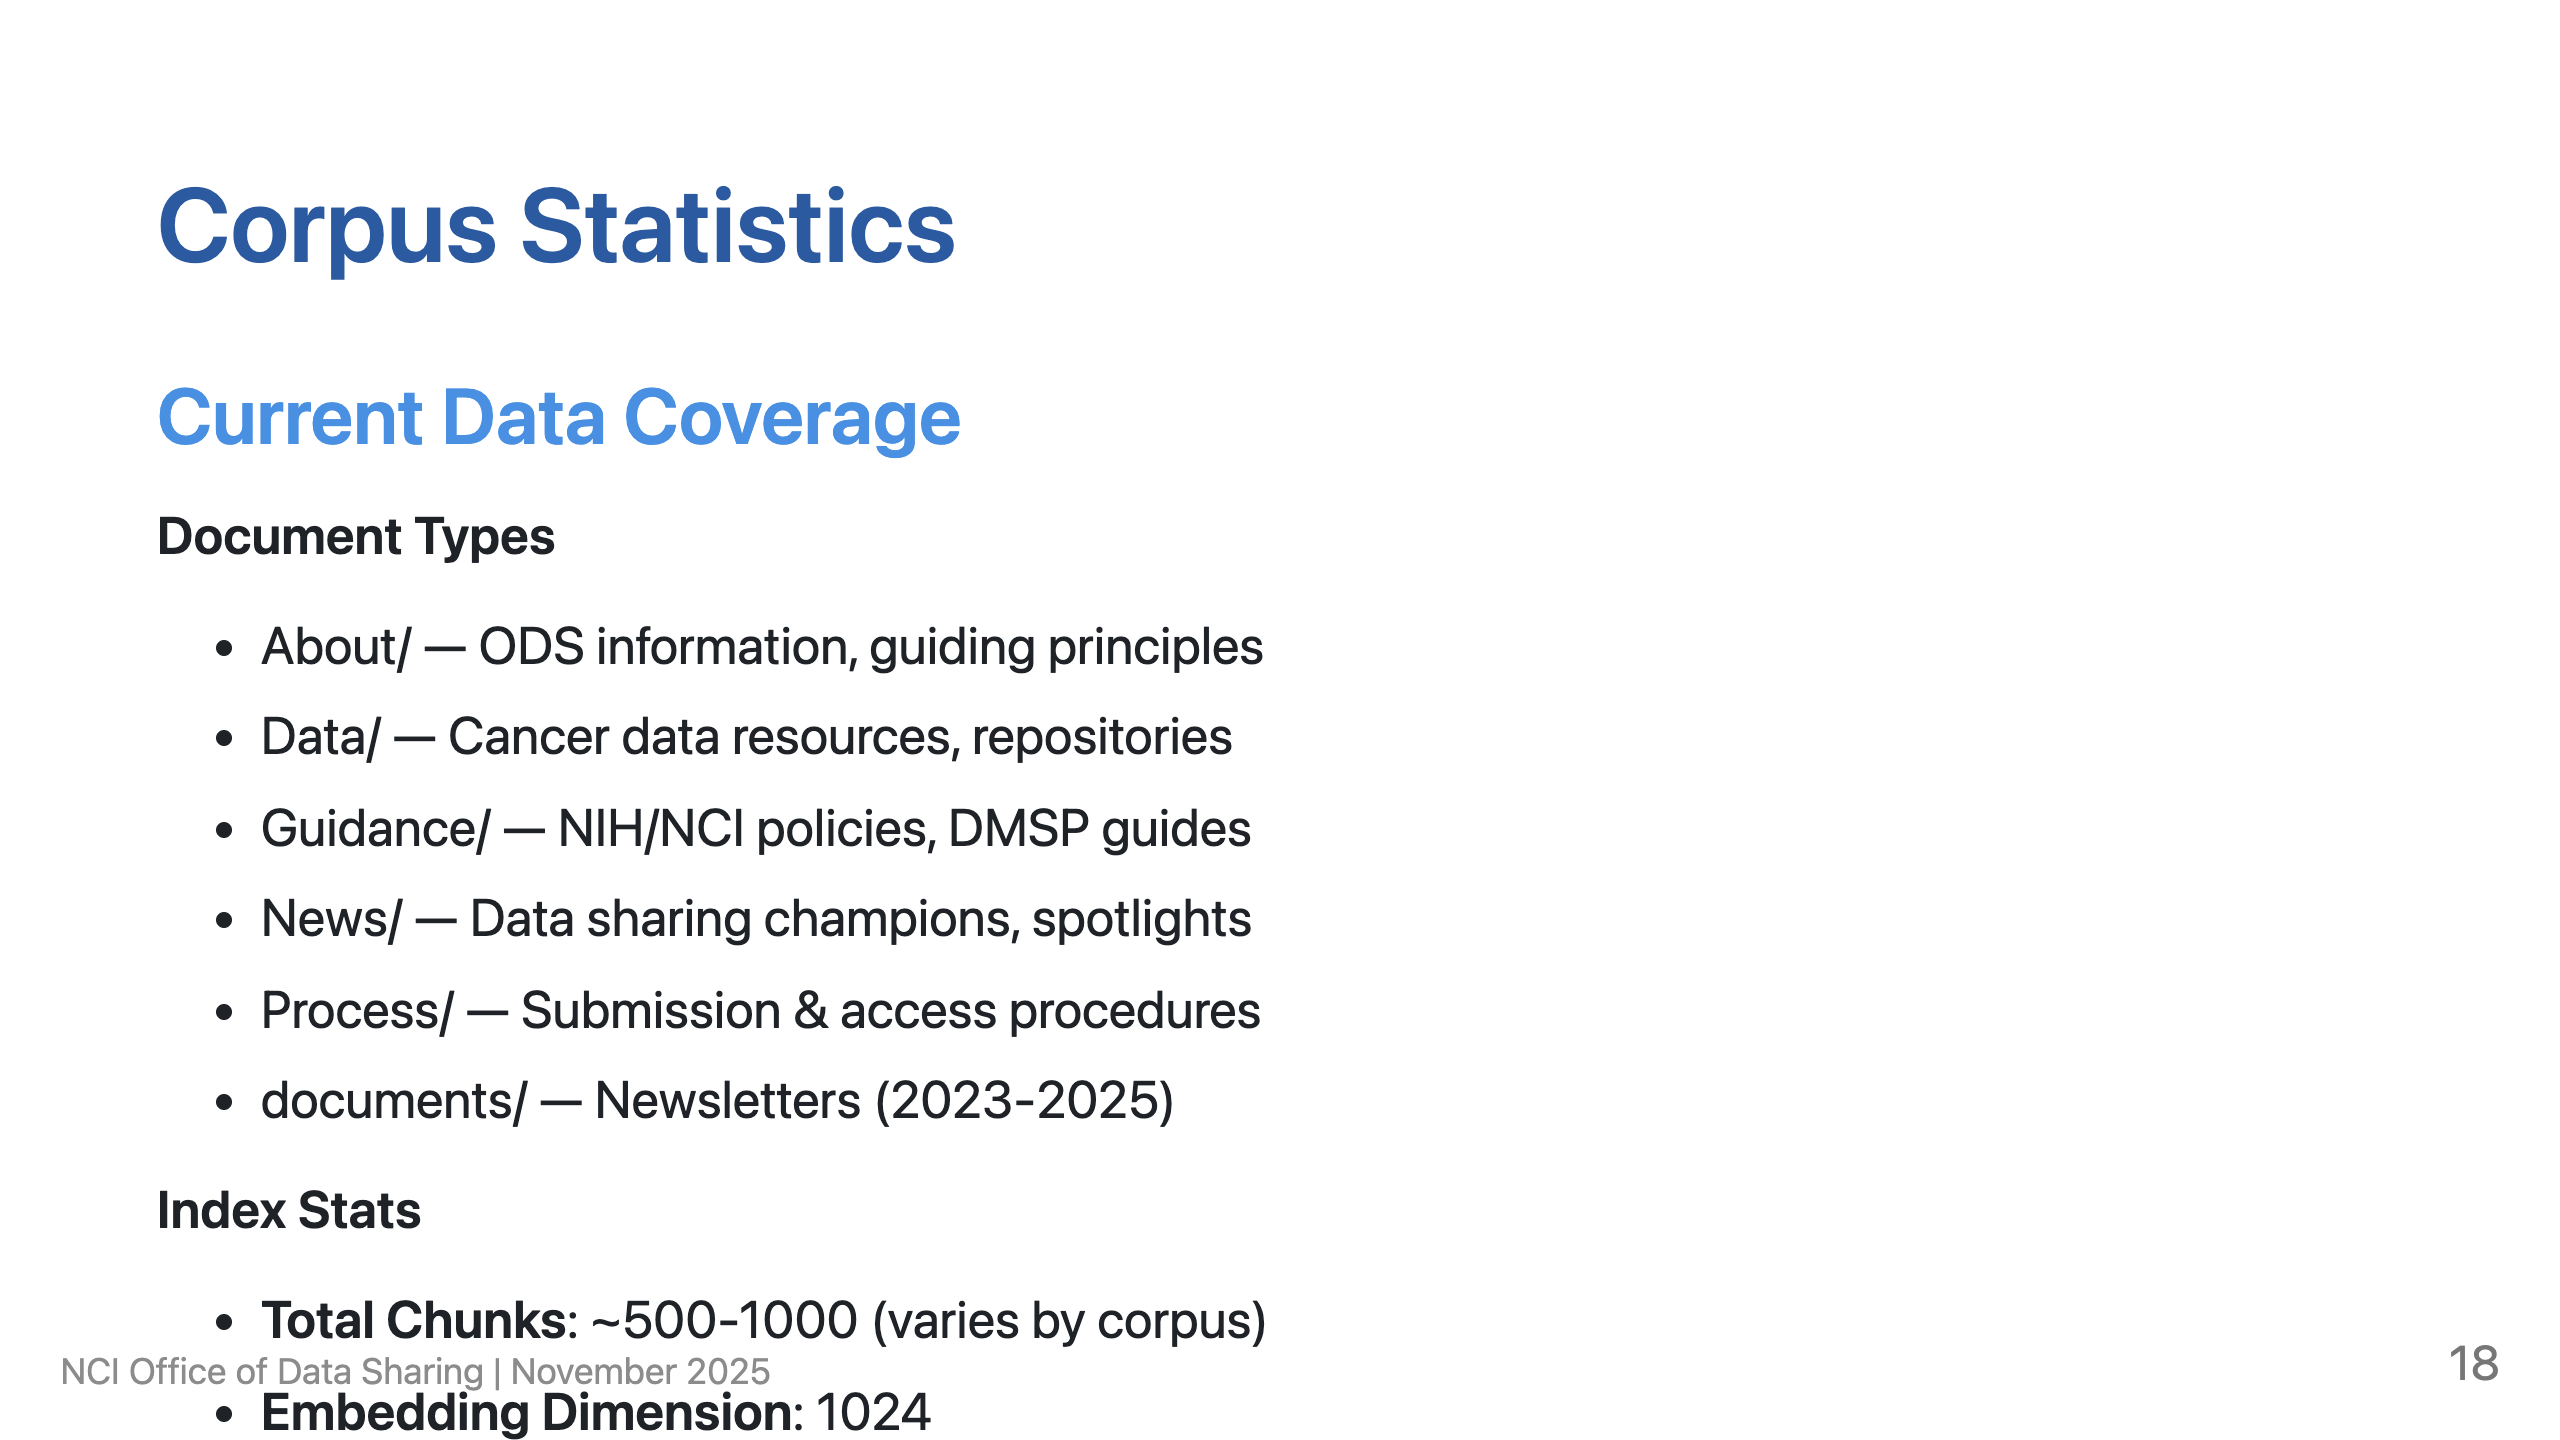 Corpus Statistics
Current Data Coverage
Document Types
• About/ — ODS information, guiding principles
• Data/ — Cancer data resources, repositories
• Guidance/ — NIH/NCI policies, DMSP guides
• News/ — Data sharing champions, spotlights
• Process/ — Submission & access procedures
• documents/ — Newsletters (2023-2025)
Index Stats
• Total Chunks: ~500-1000 (varies by corpus)
NCI Office of Data Sharing | November 2025
18
• Embedding Dimension: 1024